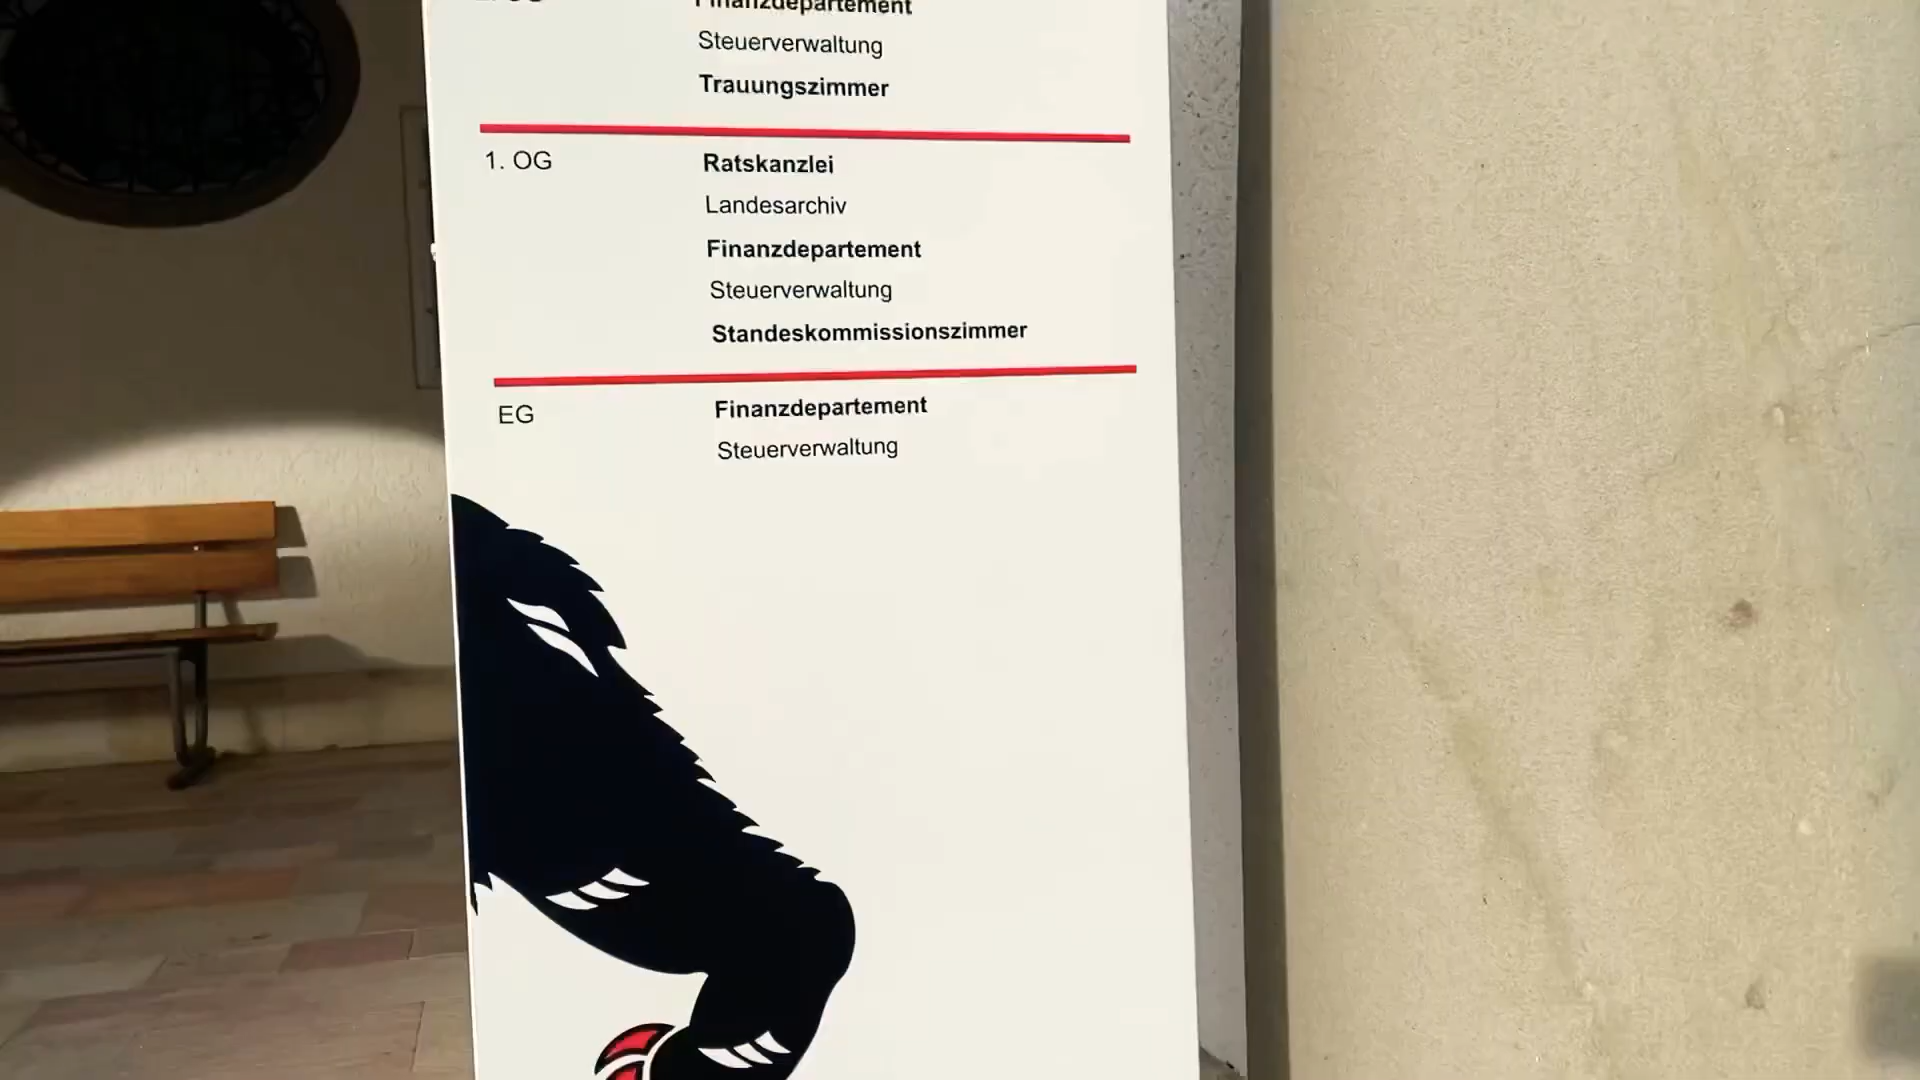 Finanzdepartement
Steuerverwaltung
Trauungszimmer
1. OG
Ratskanzlei
Landesarchiv
Finanzdepartement
Steuerverwaltung
Standeskommissionszimmer
EG
Finanzdepartement
Steuerverwaltung